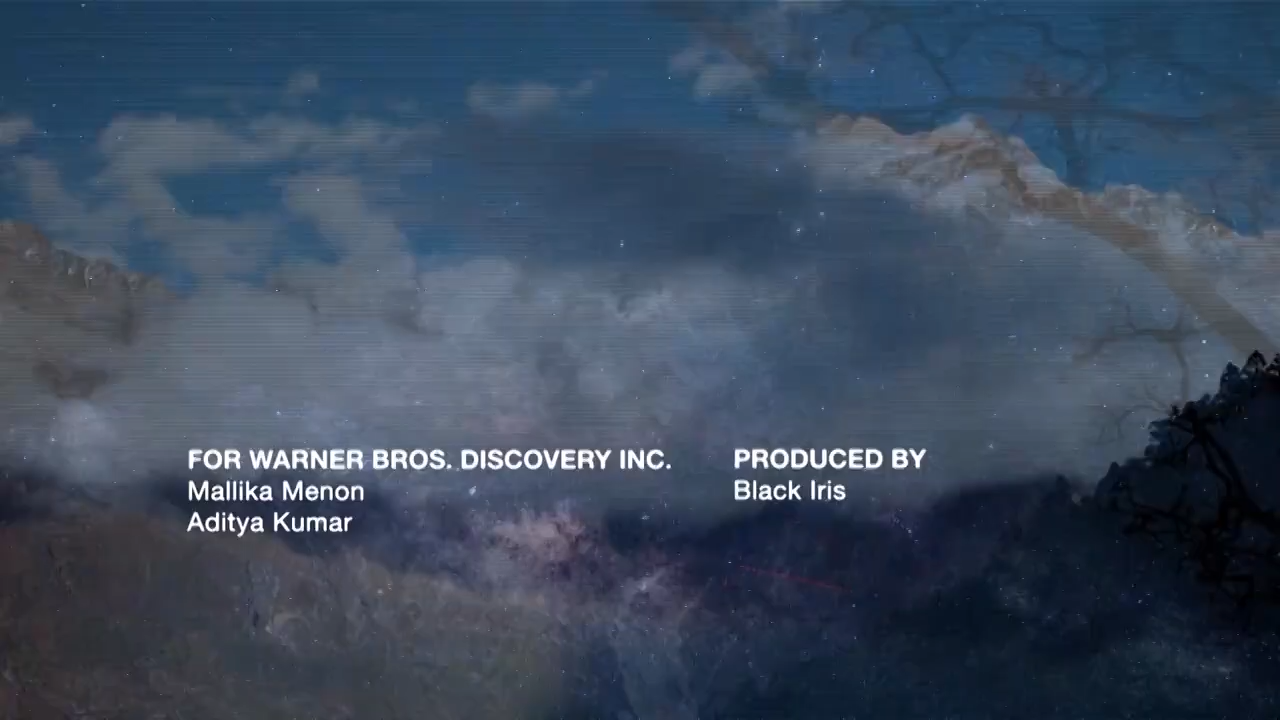 FOR WARNER BROS. DISCOVERY INC.
Mallika Menon
Aditya Kumar
PRODUCED BY
Black Iris